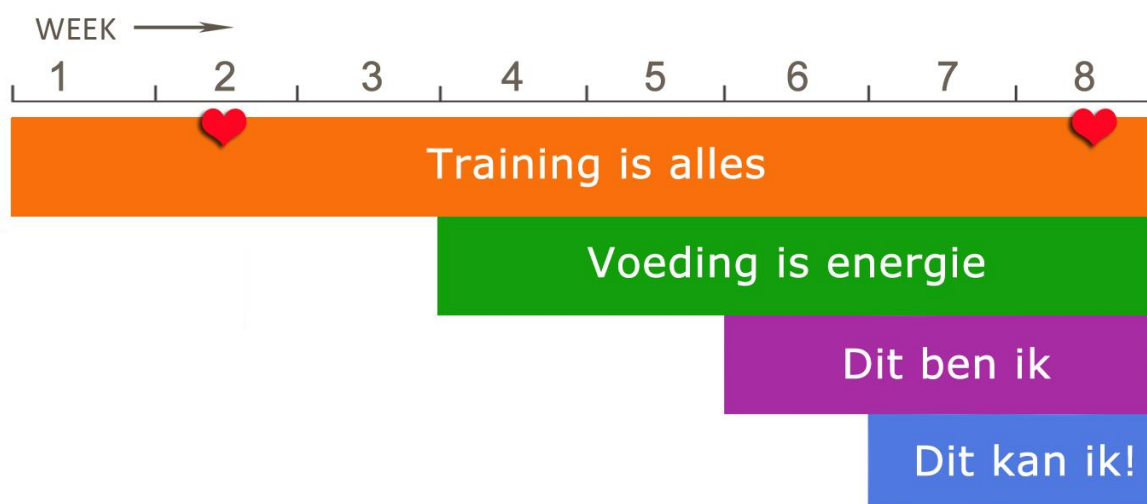 WEEK
1 2 3 4 5 6 7 8
Training is alles
Voeding is energie
Dit ben ik
Dit kan ik!